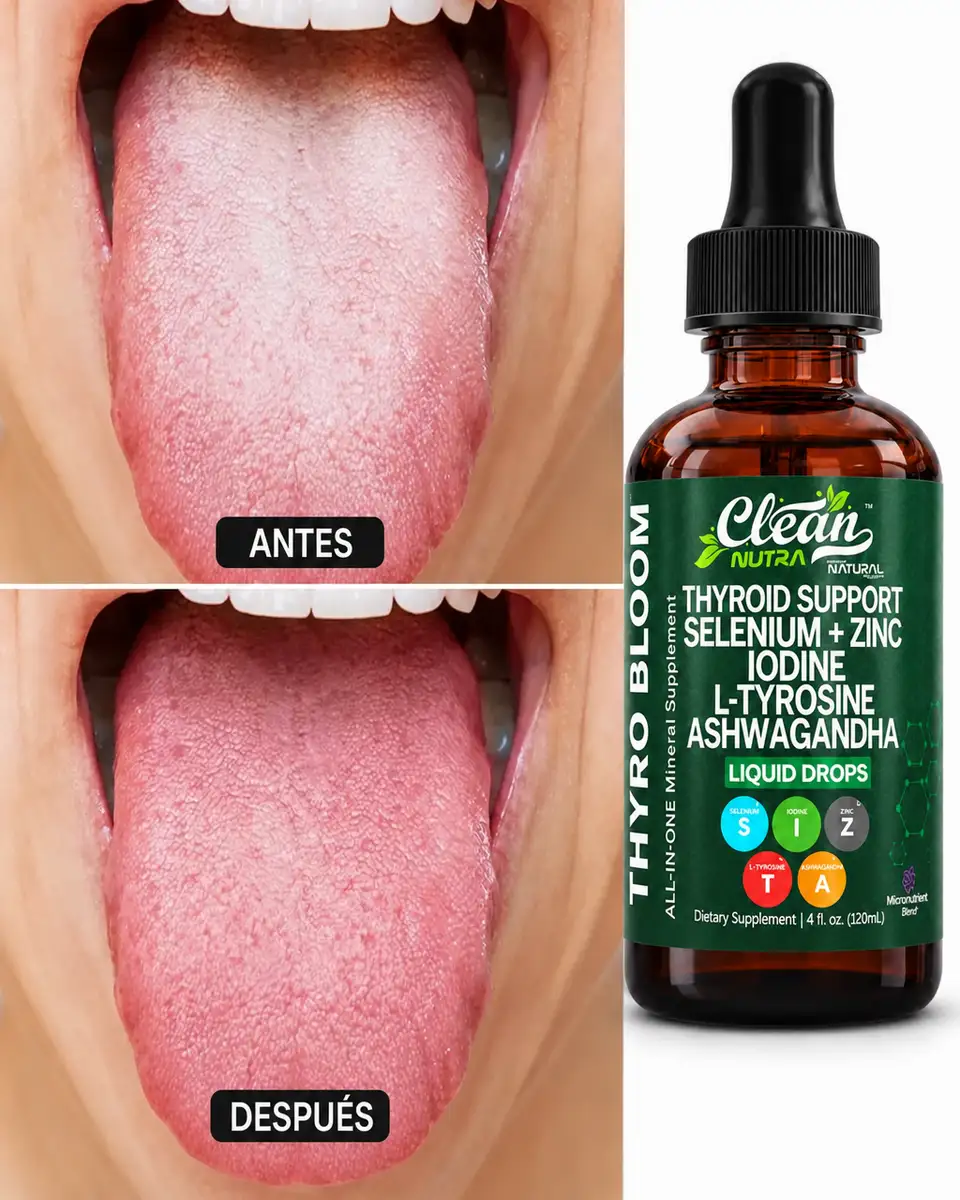 ANTES
DESPUÉS
Clean™
NUTRA
NATURAL
THYRO BLOOM
ALL-IN-ONE Mineral Supplement
THYROID SUPPORT
SELENIUM + ZINC
IODINE
L-TYROSINE
ASHWAGANDHA
LIQUID DROPS
SELENIUM
S
IODINE
I
ZINC
Z
L-TYROSINE
T
ASHWAGANDHA
A
Micronutrient
Blend
Dietary Supplement | 4 fl. oz. (120mL)